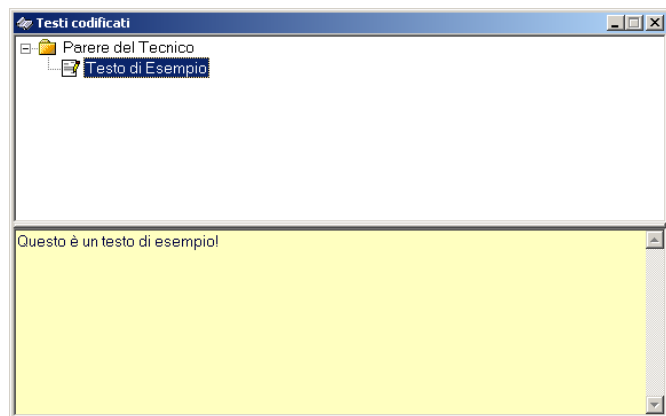 Testi codificati
Parere del Tecnico
Testo di Esempio
Questo è un testo di esempio!